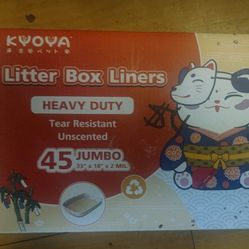 KYOYA
Litter Box Liners
HEAVY DUTY
Tear Resistant
Unscented
45 JUMBO
33" x 18" x 2 MIL